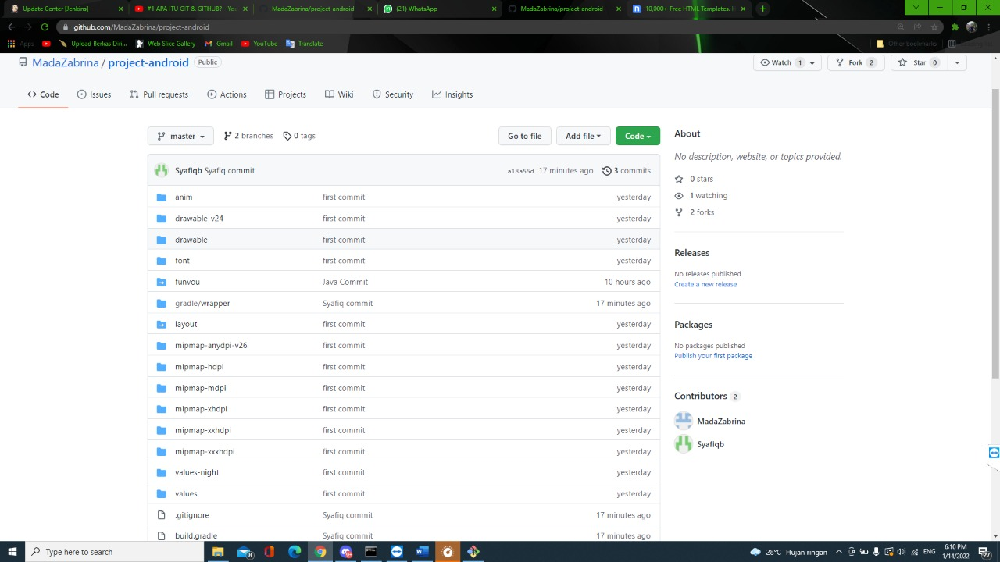 Update Center [Jenkins]
#1 APA ITU GIT & GITHUB? - You
MadaZabrina/project-android
(21) WhatsApp
MadaZabrina/project-android
10,000+ Free HTML Templates. R
github.com/MadaZabrina/project-android
Apps
Upload Berkas Diri...
Web Slice Gallery
Gmail
YouTube
Translate
Other bookmarks
MadaZabrina / project-android Public
Watch 1
Fork 2
Star 0
Code
Issues
Pull requests
Actions
Projects
Wiki
Security
Insights
master
2 branches
0 tags
Go to file
Add file
Code
Syafiqb Syafiq commit
a18a55d 17 minutes ago
3 commits
anim first commit yesterday
drawable-v24 first commit yesterday
drawable first commit yesterday
font first commit yesterday
funvou Java Commit 10 hours ago
gradle/wrapper Syafiq commit 17 minutes ago
layout first commit yesterday
mipmap-anydpi-v26 first commit yesterday
mipmap-hdpi first commit yesterday
mipmap-mdpi first commit yesterday
mipmap-xhdpi first commit yesterday
mipmap-xxhdpi first commit yesterday
mipmap-xxxhdpi first commit yesterday
values-night first commit yesterday
values first commit yesterday
.gitignore Syafiq commit 17 minutes ago
build.gradle Syafiq commit 17 minutes ago
About
No description, website, or topics provided.
0 stars
1 watching
2 forks
Releases
No releases published
Create a new release
Packages
No packages published
Publish your first package
Contributors 2
MadaZabrina
Syafiqb
Type here to search
8
28°C Hujan ringan
ENG
6:10 PM
1/14/2022
27